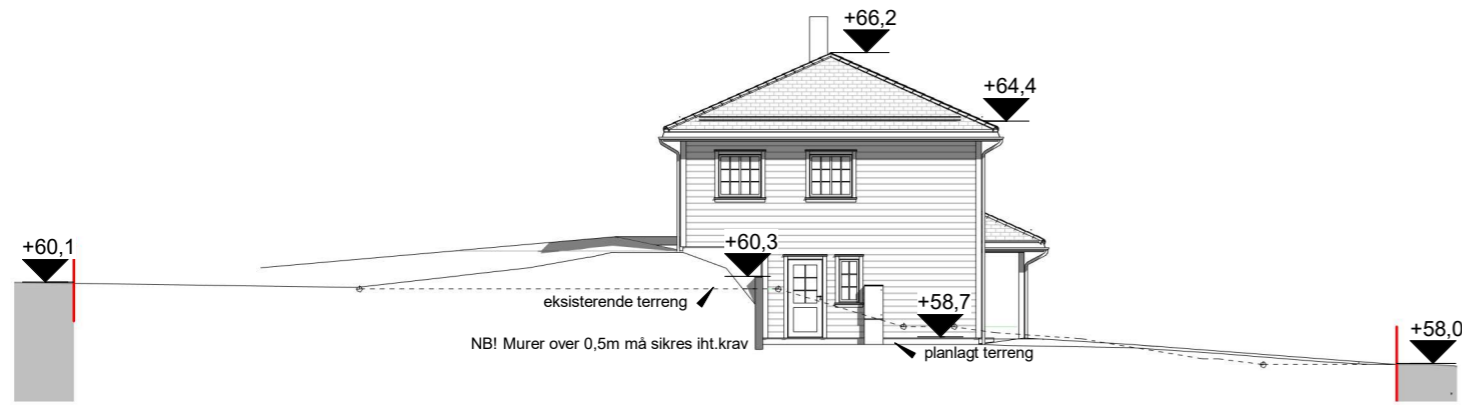 +66,2
+64,4
+60,1
+60,3
eksisterende terreng
+58,7
NB! Murer over 0,5m må sikres iht.krav
planlagt terreng
+58,0